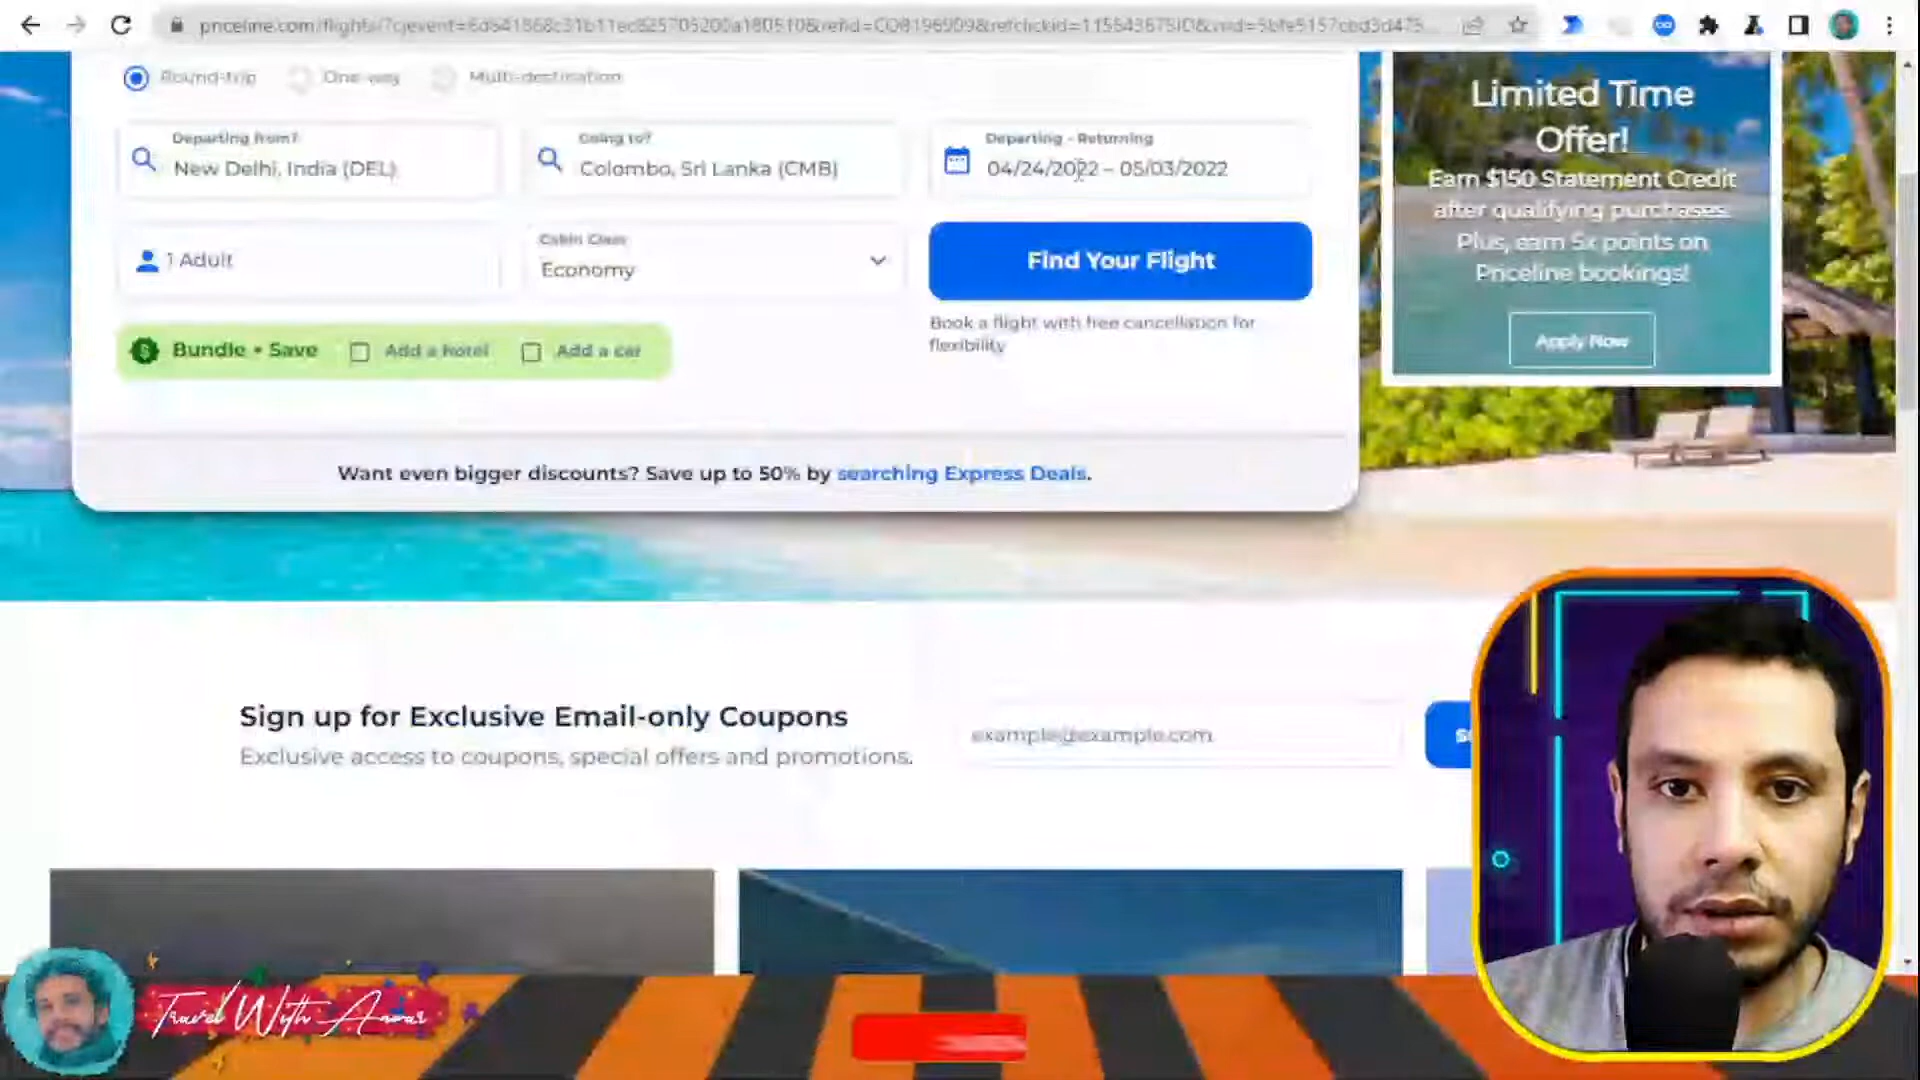 Round-trip One-way Multi-destination
Departing from?
New Delhi, India (DEL)
Going to?
Colombo, Sri Lanka (CMB)
Departing - Returning
04/24/2022 – 05/03/2022
1 Adult
Cabin Class
Economy
Find Your Flight
Book a flight with free cancellation for
flexibility
Bundle + Save Add a hotel Add a car
Want even bigger discounts? Save up to 50% by searching Express Deals.
Limited Time
Offer!
Earn $150 Statement Credit
after qualifying purchases.
Plus, earn 5x points on
Priceline bookings!
Apply Now
Sign up for Exclusive Email-only Coupons
Exclusive access to coupons, special offers and promotions.
example@example.com
Travel With Anwar